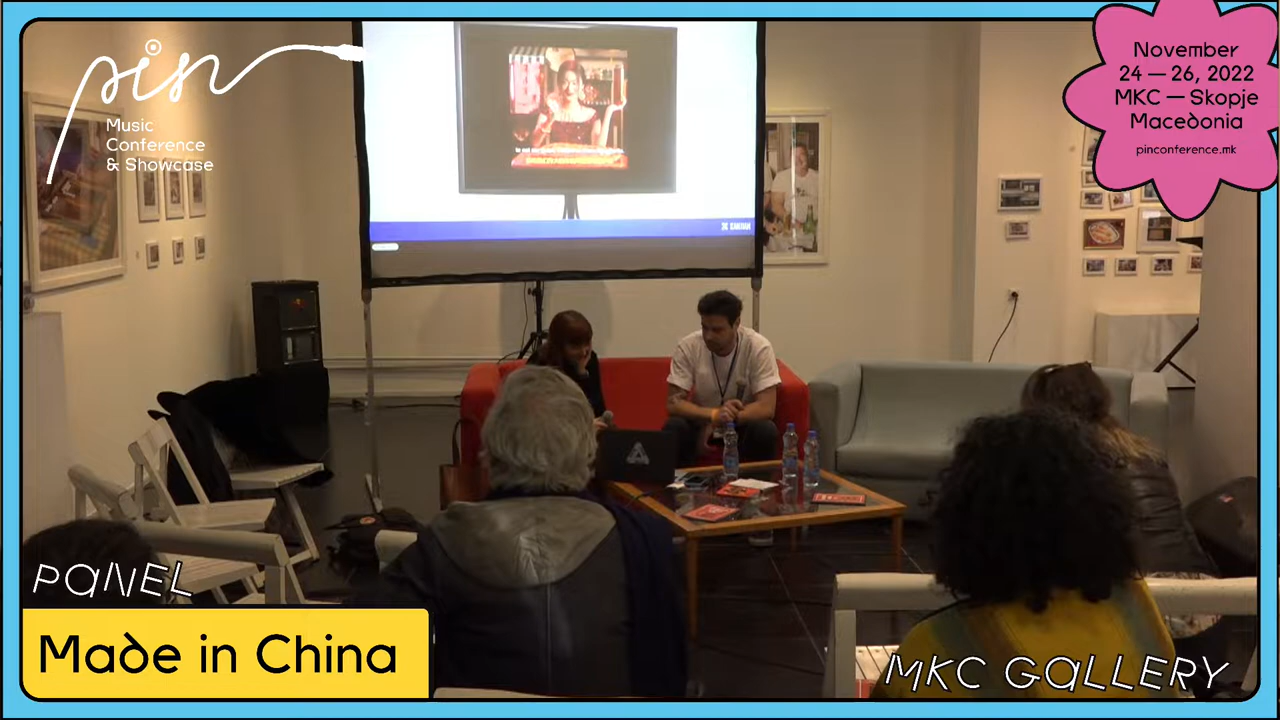 pin
Music
Conference
& Showcase
November
24 — 26, 2022
MKC — Skopje
Macedonia
pinconference.mk
PANEL
Made in China
MKC GALLERY